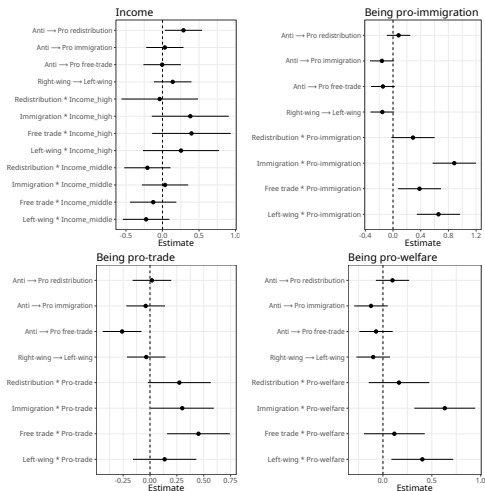 Income
Anti → Pro redistribution
Anti → Pro immigration
Anti → Pro free-trade
Right-wing → Left-wing
Redistribution * Income_high
Immigration * Income_high
Free trade * Income_high
Left-wing * Income_high
Redistribution * Income_middle
Immigration * Income_middle
Free trade * Income_middle
Left-wing * Income_middle
-0.5 0.0 0.5 1.0
Estimate
Being pro-immigration
Anti → Pro redistribution
Anti → Pro immigration
Anti → Pro free-trade
Right-wing → Left-wing
Redistribution * Pro-immigration
Immigration * Pro-immigration
Free trade * Pro-immigration
Left-wing * Pro-immigration
-0.4 0.0 0.4 0.8 1.2
Estimate
Being pro-trade
Anti → Pro redistribution
Anti → Pro immigration
Anti → Pro free-trade
Right-wing → Left-wing
Redistribution * Pro-trade
Immigration * Pro-trade
Free trade * Pro-trade
Left-wing * Pro-trade
-0.25 0.00 0.25 0.50 0.75
Estimate
Being pro-welfare
Anti → Pro redistribution
Anti → Pro immigration
Anti → Pro free-trade
Right-wing → Left-wing
Redistribution * Pro-welfare
Immigration * Pro-welfare
Free trade * Pro-welfare
Left-wing * Pro-welfare
0.0 0.5 1.0
Estimate